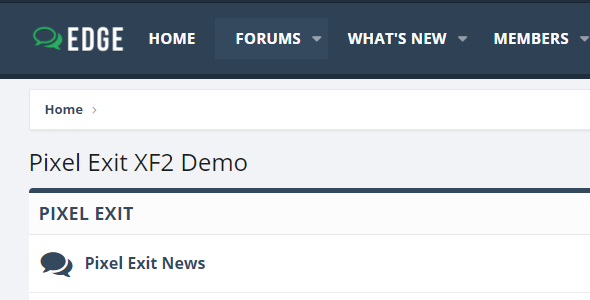 EDGE HOME FORUMS WHAT'S NEW MEMBERS
Home
Pixel Exit XF2 Demo
PIXEL EXIT
Pixel Exit News